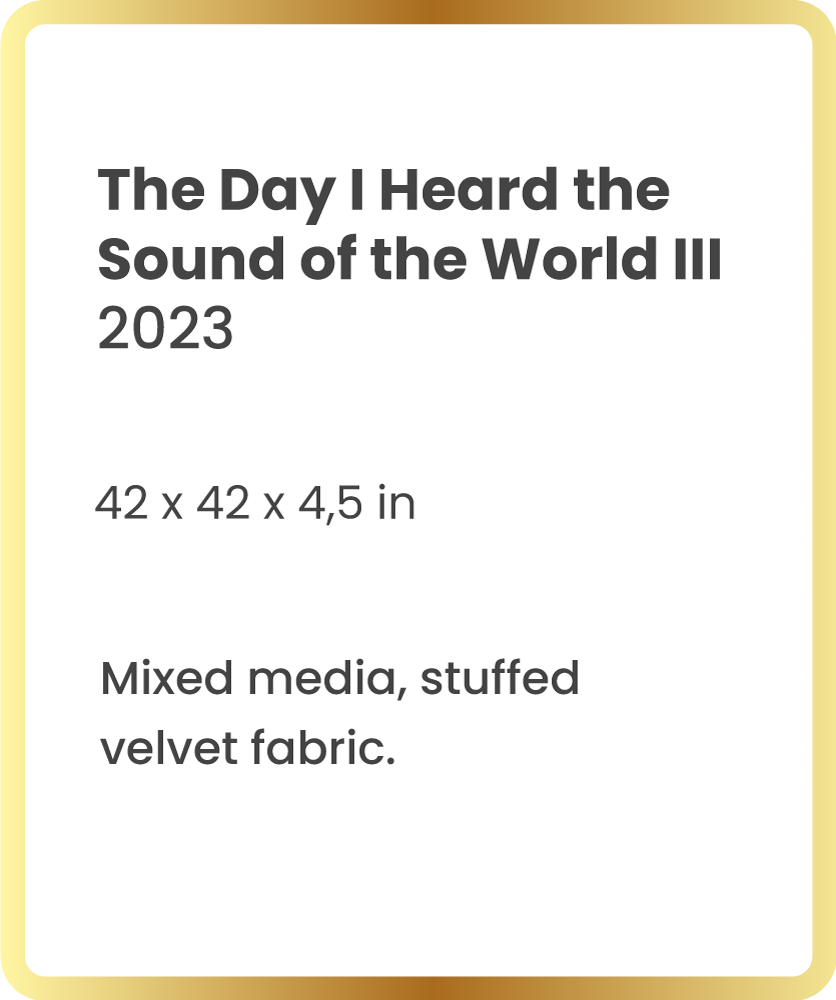 The Day I Heard the
Sound of the World III
2023
42 x 42 x 4,5 in
Mixed media, stuffed
velvet fabric.